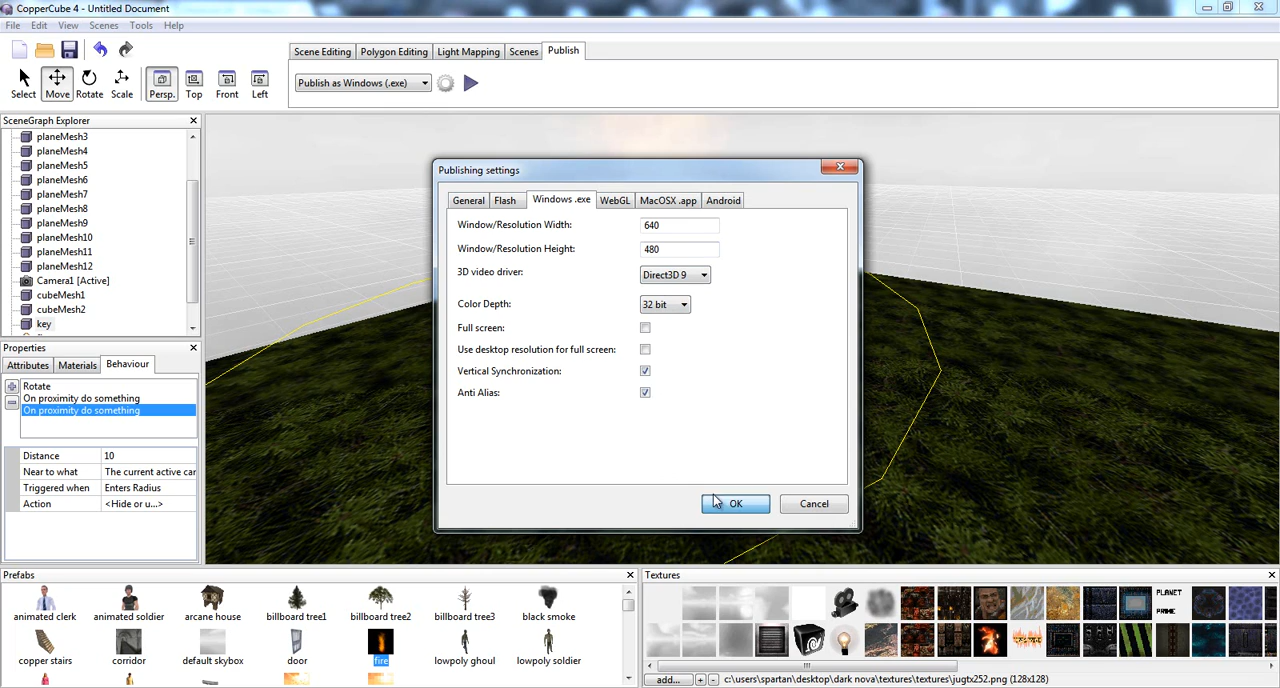 CopperCube 4 - Untitled Document
File Edit View Scenes Tools Help
Scene Editing Polygon Editing Light Mapping Scenes Publish
Select Move Rotate Scale Persp. Top Front Left
Publish as Windows (.exe)
SceneGraph Explorer
planeMesh3
planeMesh4
planeMesh5
planeMesh6
planeMesh7
planeMesh8
planeMesh9
planeMesh10
planeMesh11
planeMesh12
Camera1 [Active]
cubeMesh1
cubeMesh2
key
Properties
Attributes Materials Behaviour
Rotate
On proximity do something
On proximity do something
Distance 10
Near to what The current active car
Triggered when Enters Radius
Action <Hide or u...>
Publishing settings
General Flash Windows .exe WebGL MacOSX .app Android
Window/Resolution Width: 640
Window/Resolution Height: 480
3D video driver: Direct3D 9
Color Depth: 32 bit
Full screen:
Use desktop resolution for full screen:
Vertical Synchronization:
Anti Alias:
OK Cancel
Prefabs
animated clerk animated soldier arcane house billboard tree1 billboard tree2 billboard tree3 black smoke
copper stairs corridor default skybox door fire lowpoly ghoul lowpoly soldier
Textures
PLANET
PRIME
add... + - c:\users\spartan\desktop\dark nova\textures\textures\jugtx252.png (128x128)